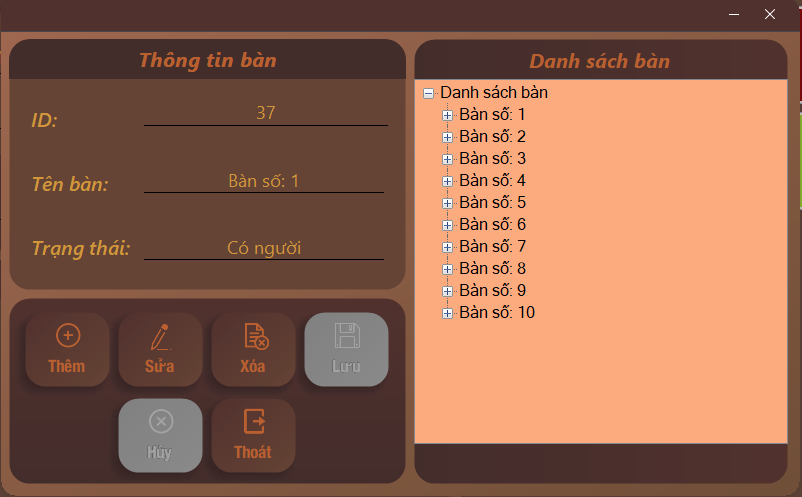 Thông tin bàn
ID:
37
Tên bàn:
Bàn số: 1
Trạng thái:
Có người
Thêm
Sửa
Xóa
Lưu
Hủy
Thoát
Danh sách bàn
Danh sách bàn
Bàn số: 1
Bàn số: 2
Bàn số: 3
Bàn số: 4
Bàn số: 5
Bàn số: 6
Bàn số: 7
Bàn số: 8
Bàn số: 9
Bàn số: 10